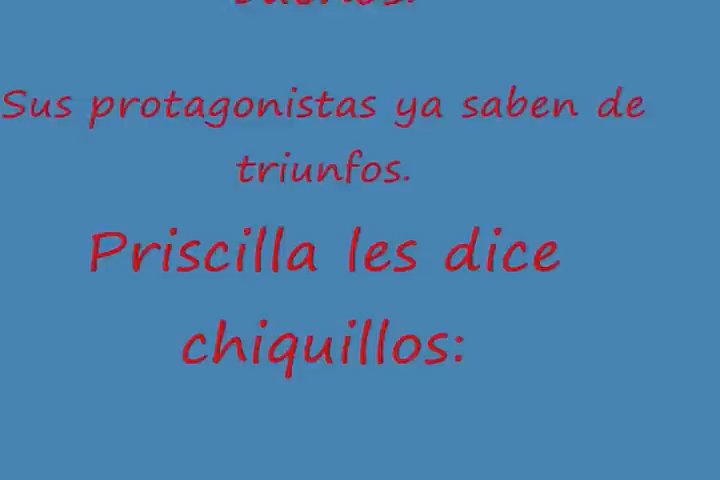 Sus protagonistas ya saben de
triunfos.
Priscilla les dice
chiquillos: